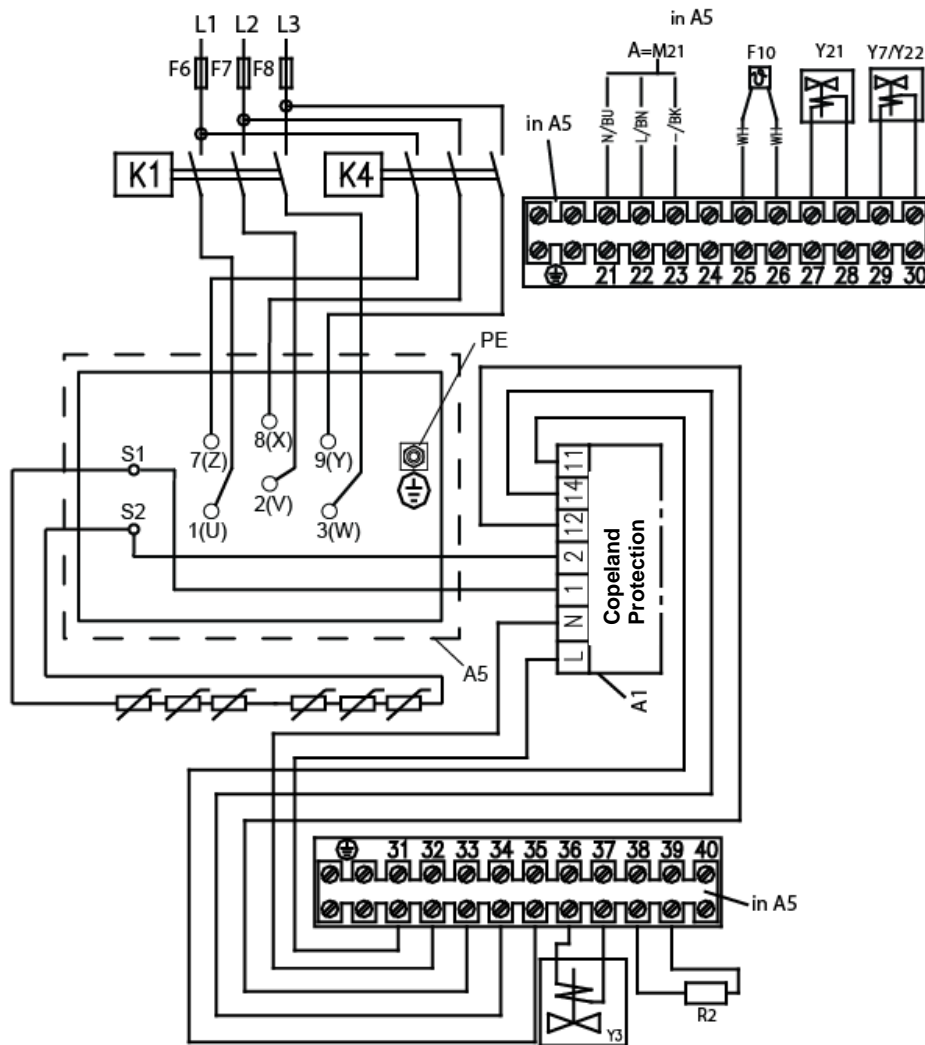 L1 L2 L3
F6 F7 F8
K1 K4
in A5
A=M21 F10 Y21 Y7/Y22
in A5
N/BU L/BN -/BK WH WH
21 22 23 24 25 26 27 28 29 30
PE
S1
S2
7(Z) 8(X) 9(Y)
1(U) 2(V) 3(W)
11
14
12
2
1
N
L
Copeland
Protection
A5
A1
31 32 33 34 35 36 37 38 39 40
in A5
Y3
R2